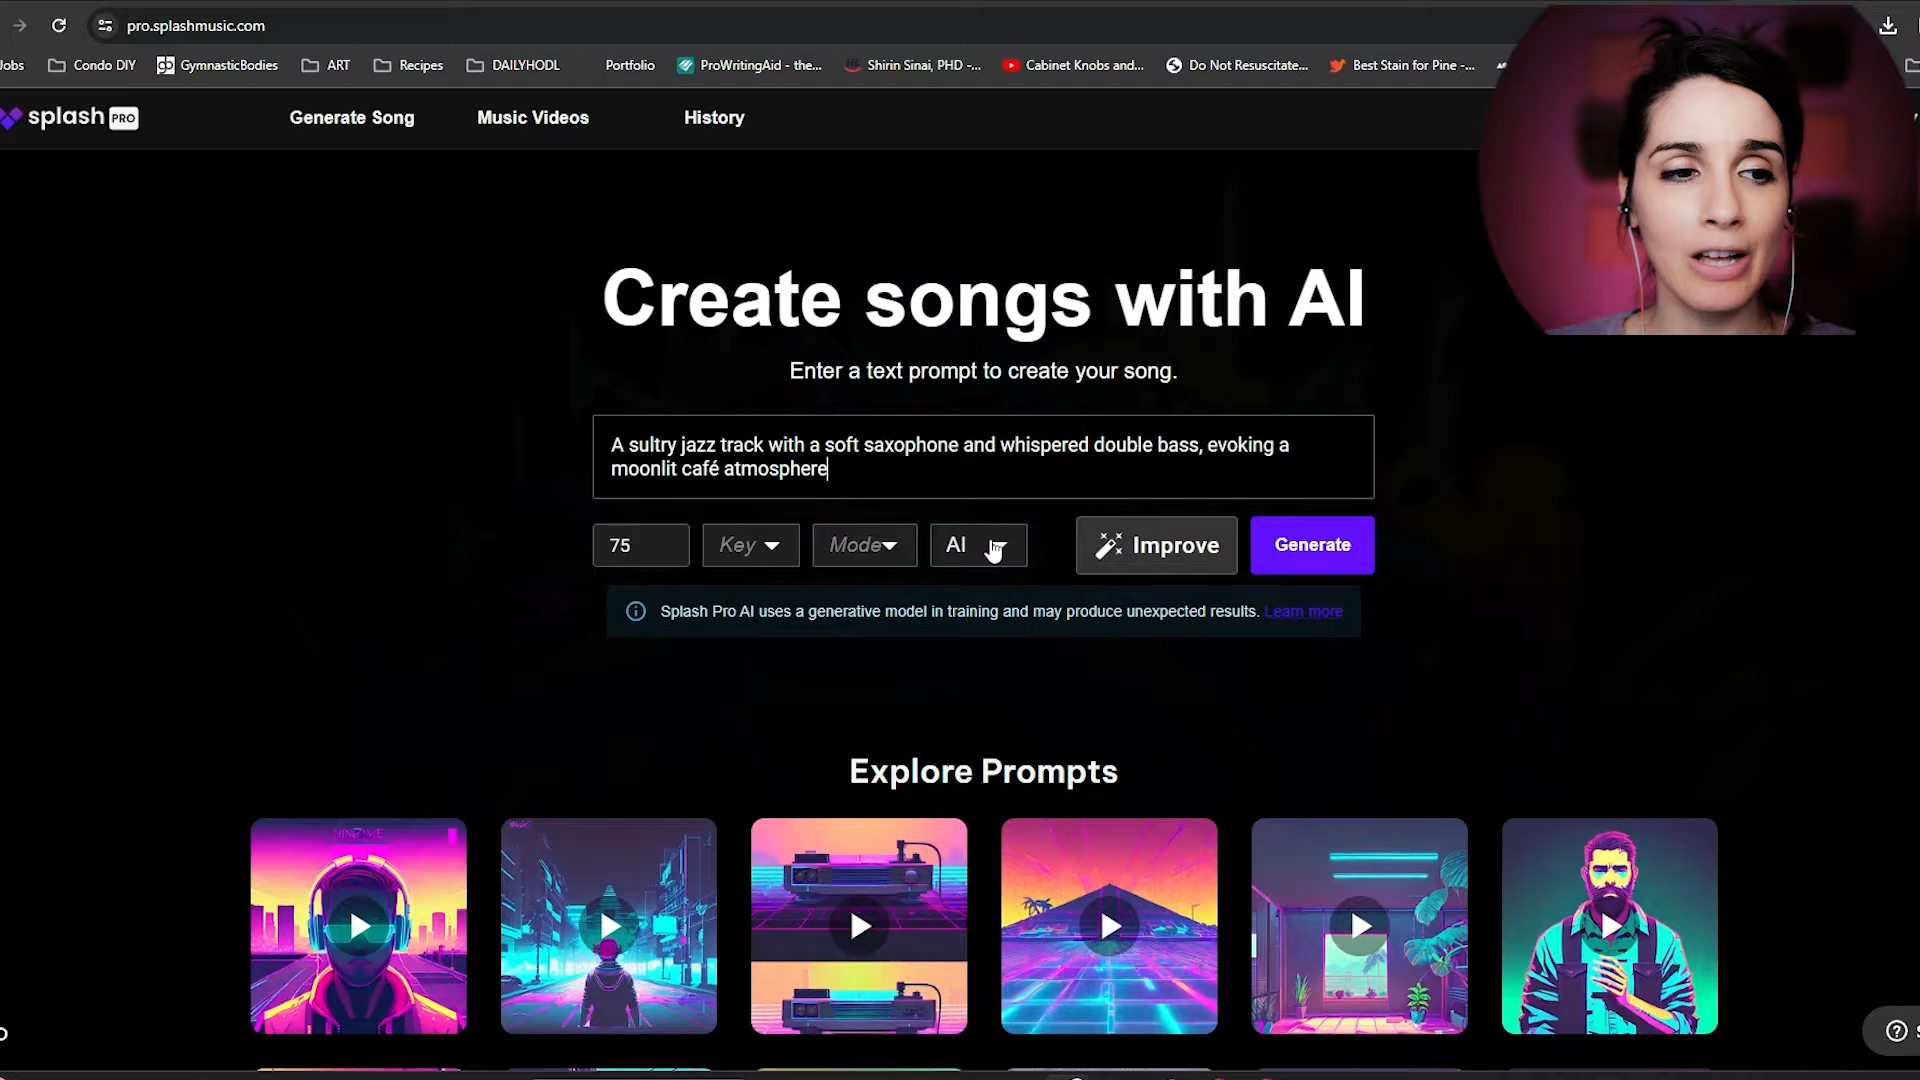 pro.splashmusic.com
Jobs
Condo DIY
gp GymnasticBodies
ART
Recipes
DAILYHODL
Portfolio
ProWritingAid - the...
Shirin Sinai, PHD -...
Cabinet Knobs and...
Do Not Resuscitate...
Best Stain for Pine -...
splash PRO
Generate Song
Music Videos
History
Create songs with AI
Enter a text prompt to create your song.
A sultry jazz track with a soft saxophone and whispered double bass, evoking a
moonlit café atmosphere
75
Key
Mode
AI
Improve
Generate
Splash Pro AI uses a generative model in training and may produce unexpected results. Learn more
Explore Prompts